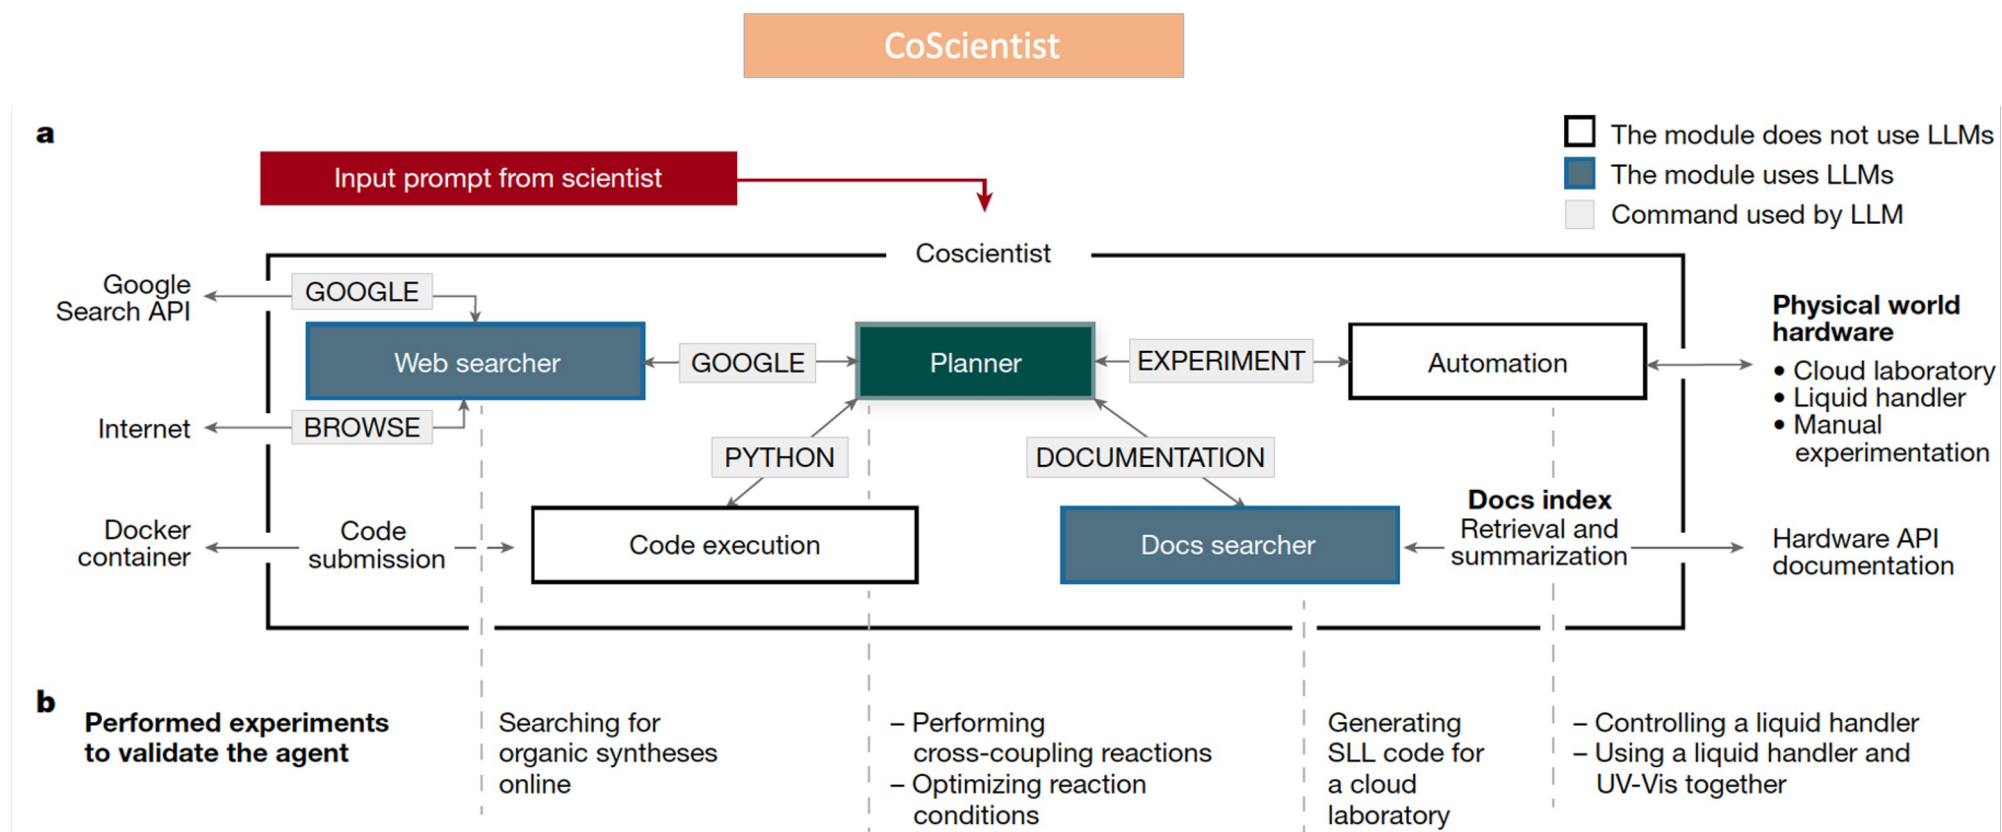 CoScientist
a
The module does not use LLMs
The module uses LLMs
Command used by LLM
Input prompt from scientist
Coscientist
Google
Search API
GOOGLE
Web searcher
GOOGLE
Planner
EXPERIMENT
Automation
Physical world
hardware
• Cloud laboratory
• Liquid handler
• Manual
experimentation
Internet
BROWSE
PYTHON
DOCUMENTATION
Docker
container
Code
submission
Code execution
Docs searcher
Docs index
Retrieval and
summarization
Hardware API
documentation
b
Performed experiments
to validate the agent
Searching for
organic syntheses
online
– Performing
cross-coupling reactions
– Optimizing reaction
conditions
Generating
SLL code for
a cloud
laboratory
– Controlling a liquid handler
– Using a liquid handler and
UV-Vis together